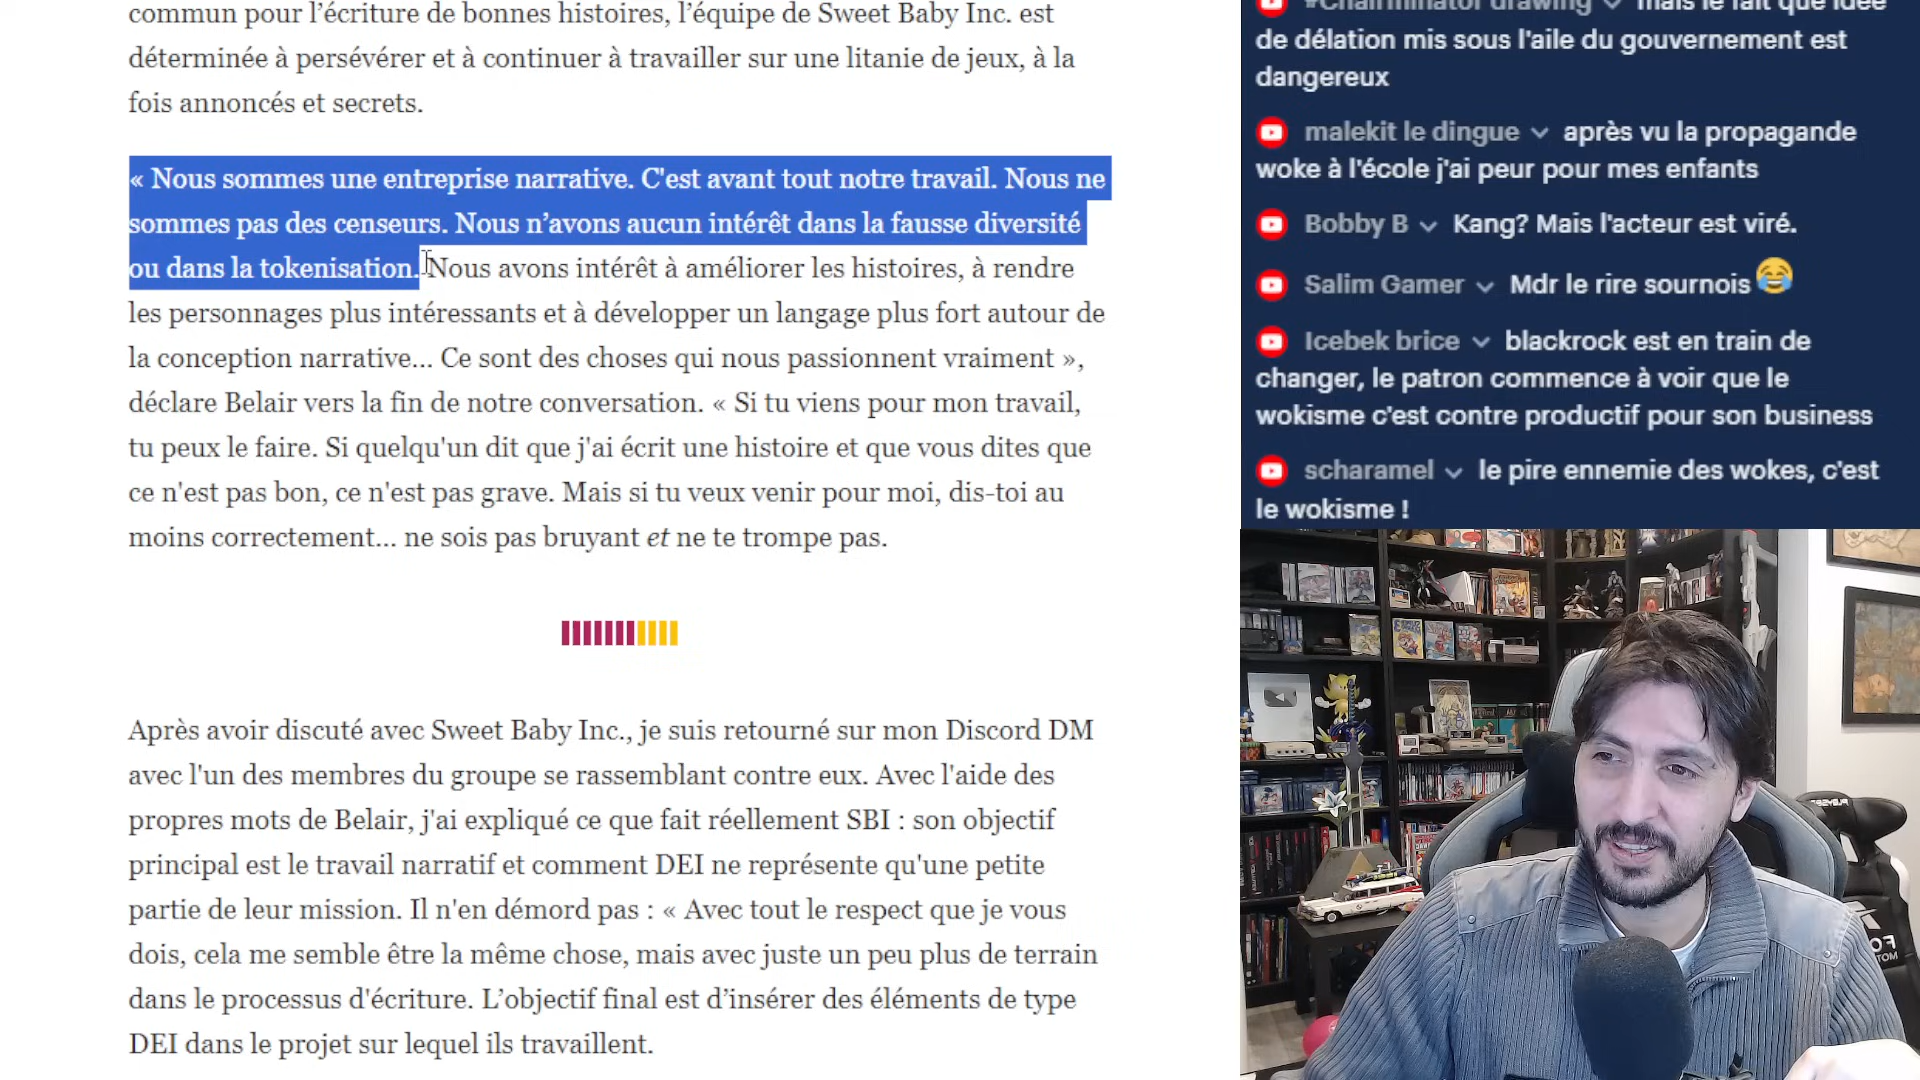 commun pour l’écriture de bonnes histoires, l’équipe de Sweet Baby Inc. est
déterminée à persévérer et à continuer à travailler sur une litanie de jeux, à la
fois annoncés et secrets.
« Nous sommes une entreprise narrative. C'est avant tout notre travail. Nous ne
sommes pas des censeurs. Nous n’avons aucun intérêt dans la fausse diversité
ou dans la tokenisation. Nous avons intérêt à améliorer les histoires, à rendre
les personnages plus intéressants et à développer un langage plus fort autour de
la conception narrative... Ce sont des choses qui nous passionnent vraiment »,
déclare Belair vers la fin de notre conversation. « Si tu viens pour mon travail,
tu peux le faire. Si quelqu'un dit que j'ai écrit une histoire et que vous dites que
ce n'est pas bon, ce n'est pas grave. Mais si tu veux venir pour moi, dis-toi au
moins correctement... ne sois pas bruyant et ne te trompe pas.
Après avoir discuté avec Sweet Baby Inc., je suis retourné sur mon Discord DM
avec l'un des membres du groupe se rassemblant contre eux. Avec l'aide des
propres mots de Belair, j'ai expliqué ce que fait réellement SBI : son objectif
principal est le travail narratif et comment DEI ne représente qu'une petite
partie de leur mission. Il n'en démord pas : « Avec tout le respect que je vous
dois, cela me semble être la même chose, mais avec juste un peu plus de terrain
dans le processus d'écriture. L’objectif final est d’insérer des éléments de type
DEI dans le projet sur lequel ils travaillent.
#Chairminator drawing mais le fait que idée
de délation mis sous l'aile du gouvernement est
dangereux
malekit le dingue après vu la propagande
woke à l'école j'ai peur pour mes enfants
Bobby B Kang? Mais l'acteur est viré.
Salim Gamer Mdr le rire sournois 😂
Icebek brice blackrock est en train de
changer, le patron commence à voir que le
wokisme c'est contre productif pour son business
scharamel le pire ennemie des wokes, c'est
le wokisme !